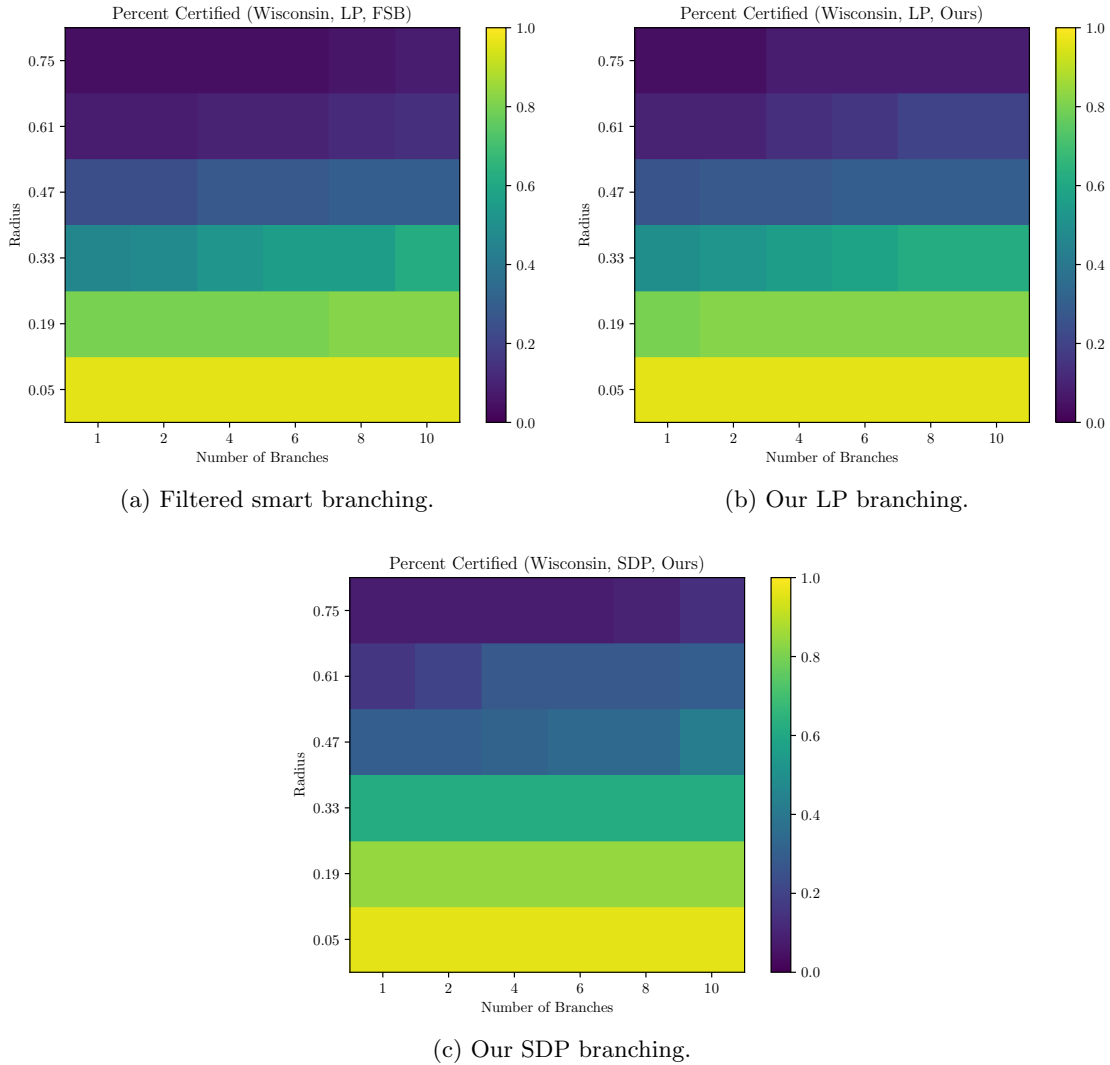 Percent Certified (Wisconsin, LP, FSB)
1.0
0.75
0.8
0.61
0.6
0.47
Radius
0.4
0.33
0.2
0.19
0.05
0.0
1 2 4 6 8 10
Number of Branches
(a) Filtered smart branching.
Percent Certified (Wisconsin, LP, Ours)
1.0
0.75
0.8
0.61
0.6
0.47
Radius
0.4
0.33
0.2
0.19
0.05
0.0
1 2 4 6 8 10
Number of Branches
(b) Our LP branching.
Percent Certified (Wisconsin, SDP, Ours)
1.0
0.75
0.8
0.61
0.6
0.47
Radius
0.4
0.33
0.2
0.19
0.05
0.0
1 2 4 6 8 10
Number of Branches
(c) Our SDP branching.